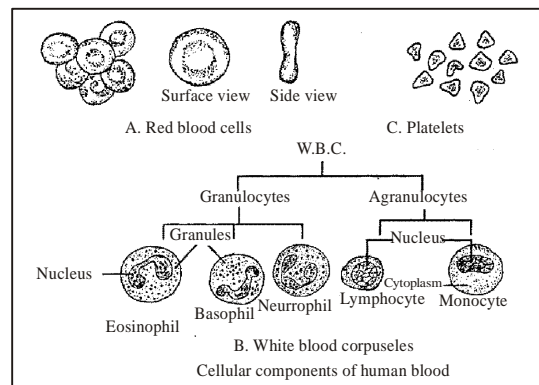 Surface view Side view
A. Red blood cells C. Platelets
W.B.C.
Granulocytes Agranulocytes
Granules Nucleus
Nucleus
Eosinophil Basophil Neurrophil Lymphocyte Cytoplasm Monocyte
B. White blood corpuseles
Cellular components of human blood